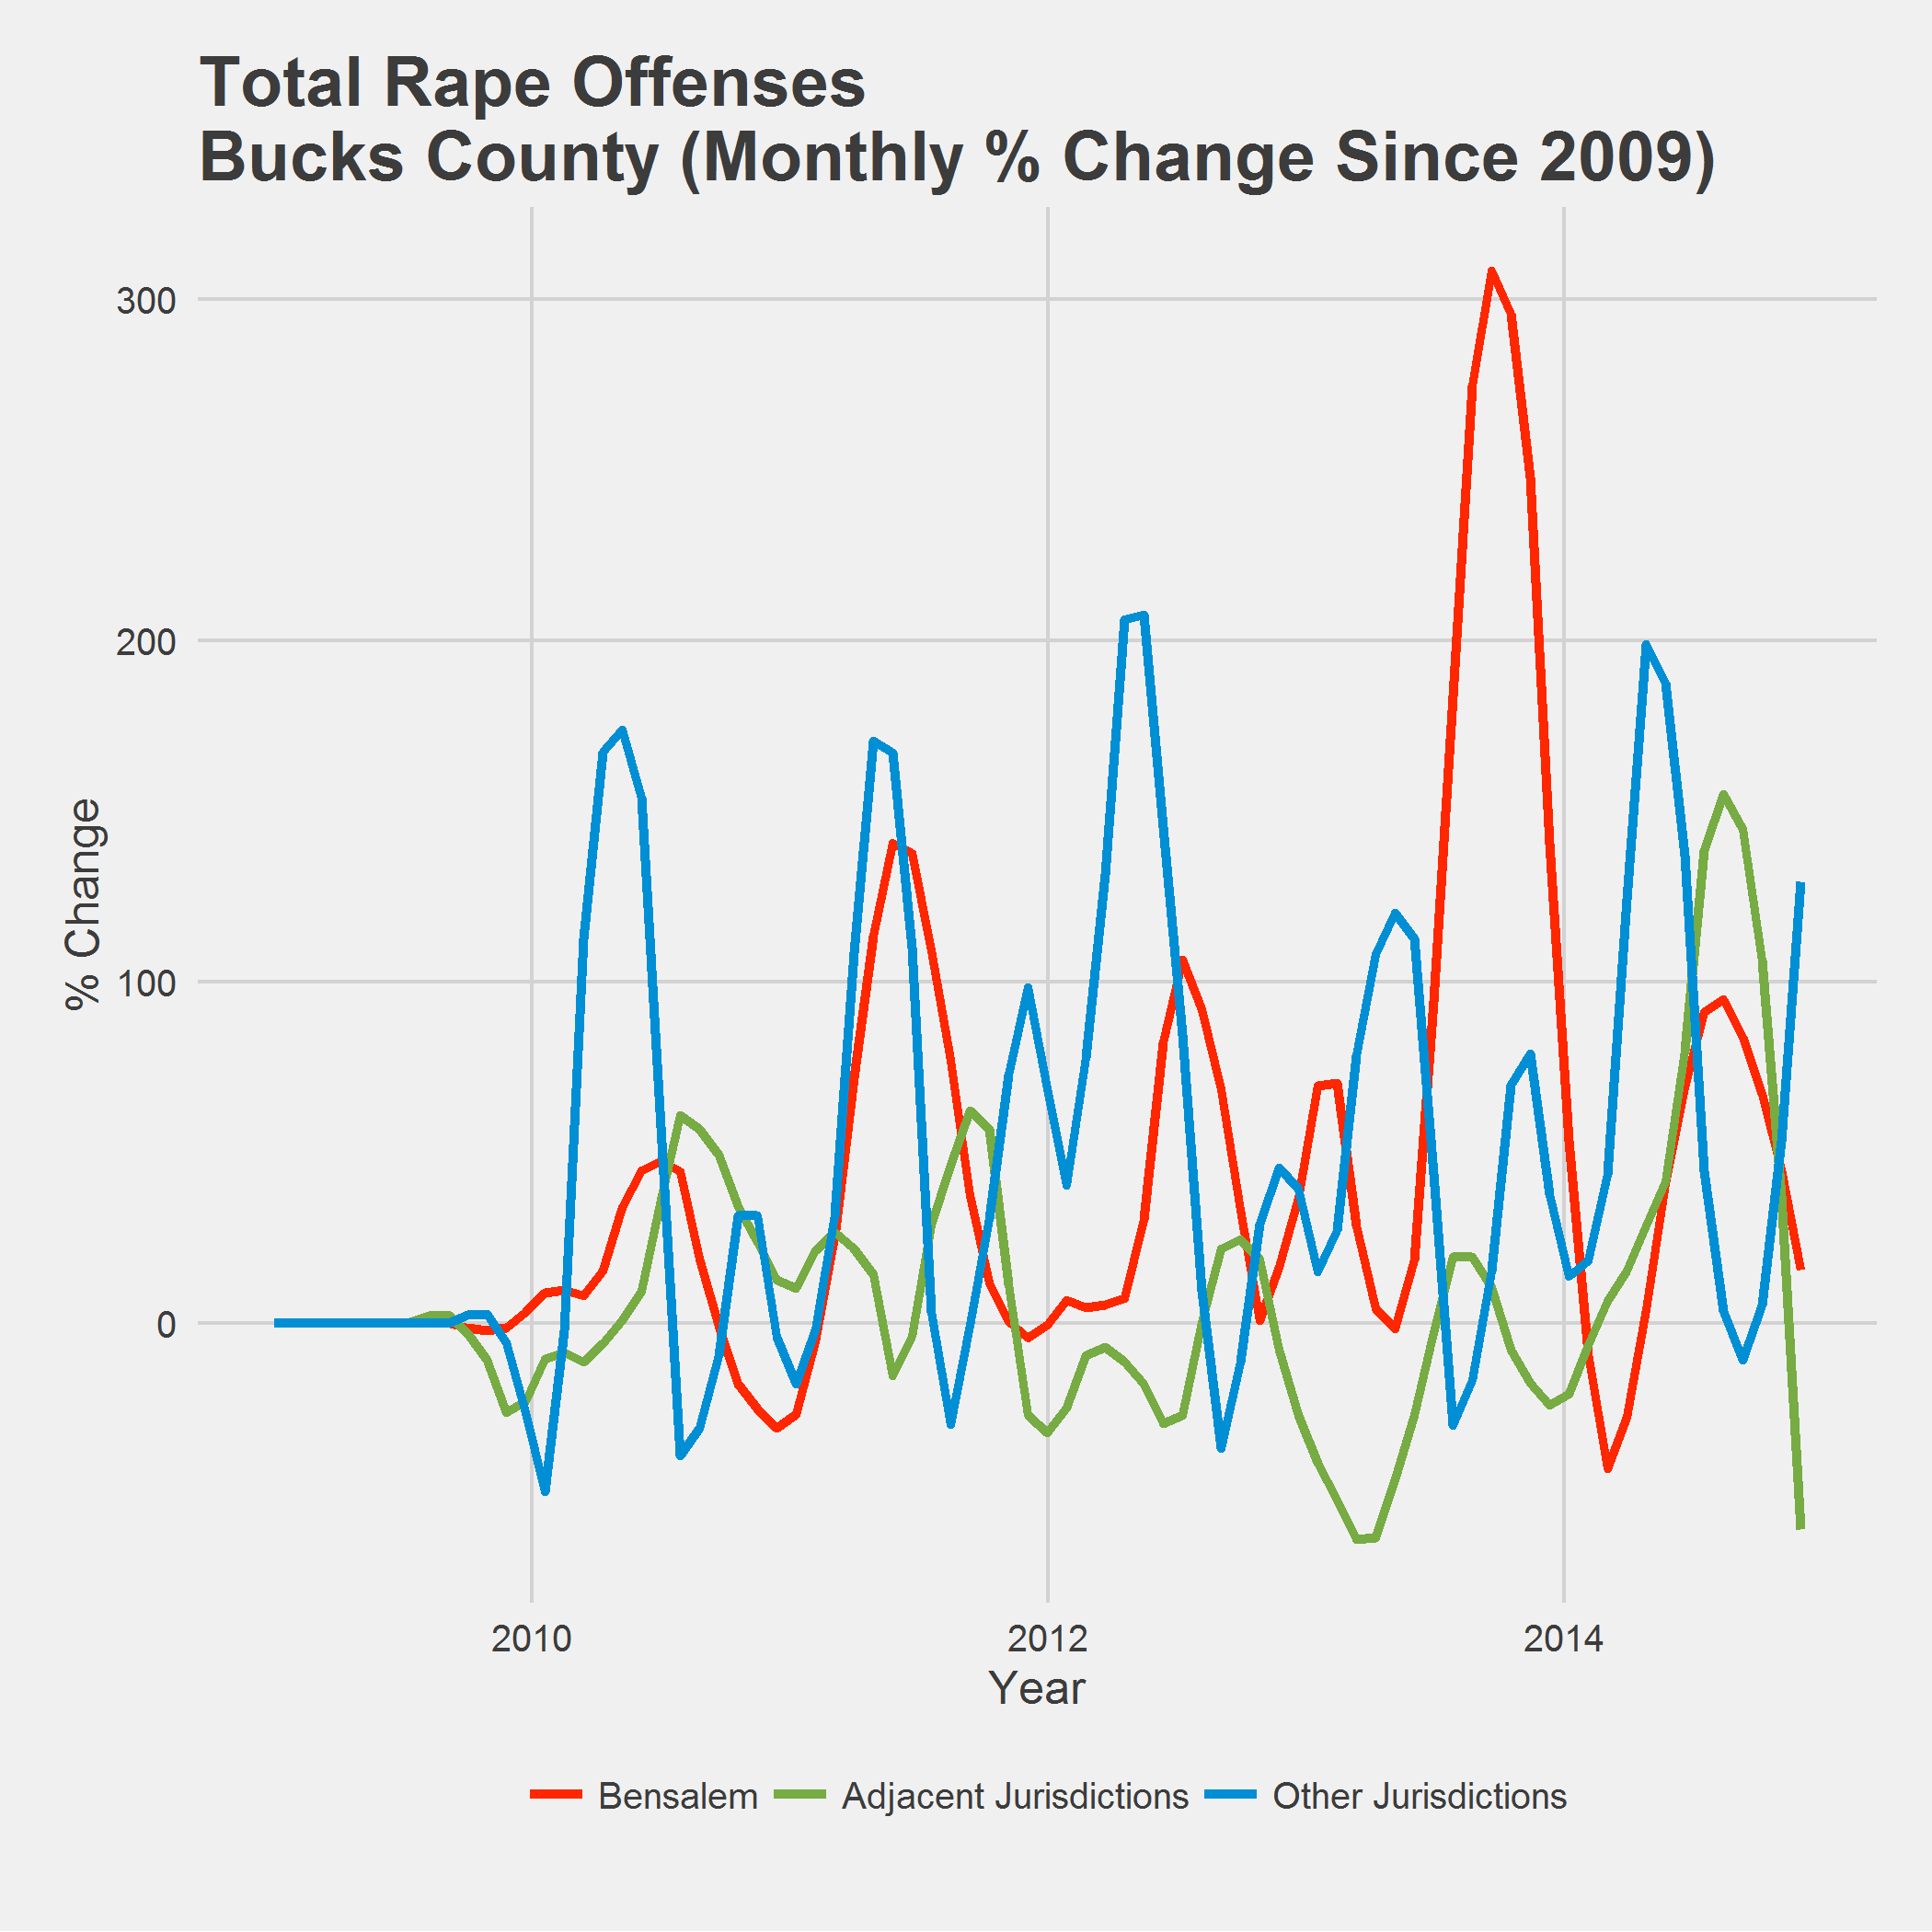 Total Rape Offenses
Bucks County (Monthly % Change Since 2009)
300
200
100
0
% Change
2010 2012 2014
Year
Bensalem Adjacent Jurisdictions Other Jurisdictions